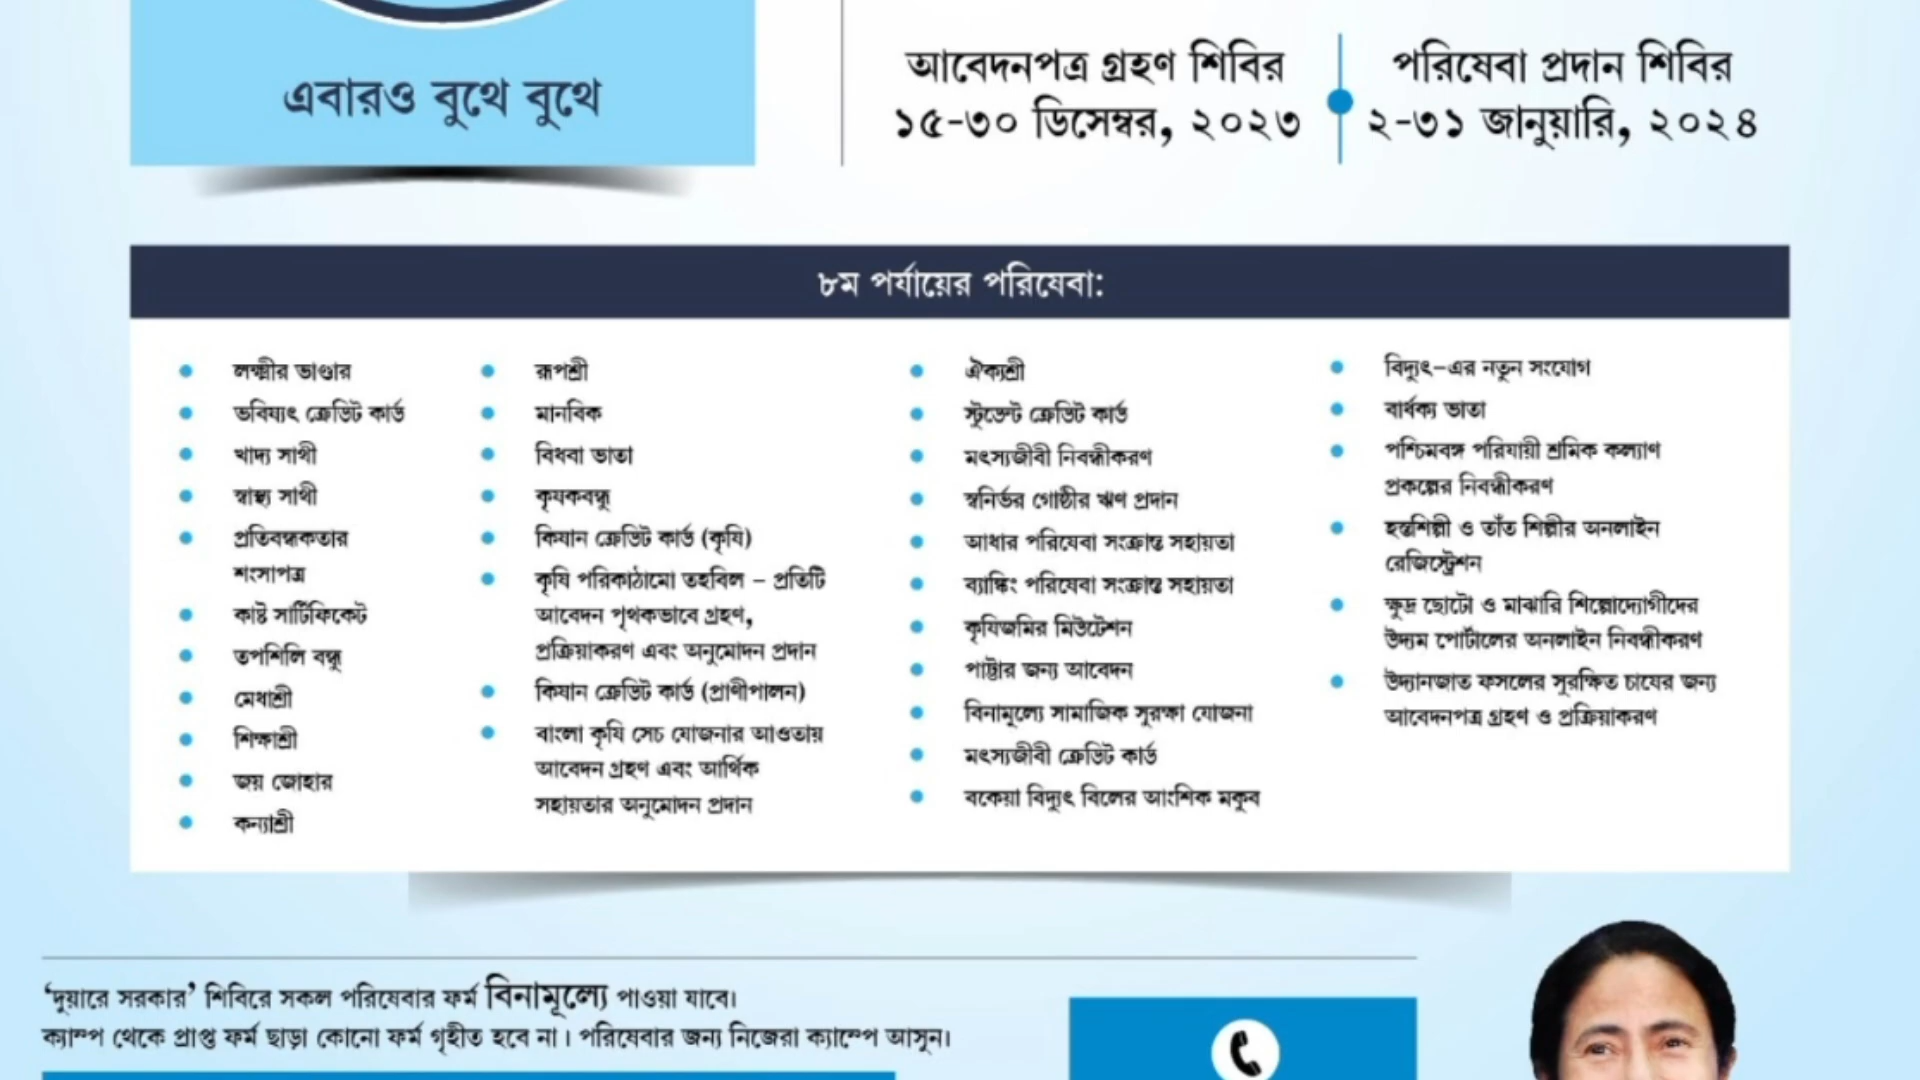 এবারও বুথে বুথে
আবেদনপত্র গ্রহণ শিবির
১৫-৩০ ডিসেম্বর, ২০২৩
পরিষেবা প্রদান শিবির
২-৩১ জানুয়ারি, ২০২৪
৮ম পর্যায়ের পরিষেবা:
লক্ষ্মীর ভাণ্ডার
ভবিষ্যৎ ক্রেডিট কার্ড
খাদ্য সাথী
স্বাস্থ্য সাথী
প্রতিবন্ধকতার
শংসাপত্র
কাস্ট সার্টিফিকেট
তপশিলি বন্ধু
মেধাশ্রী
শিক্ষাশ্রী
জয় জোহার
কন্যাশ্রী
রূপশ্রী
মানবিক
বিধবা ভাতা
কৃষকবন্ধু
কিষান ক্রেডিট কার্ড (কৃষি)
কৃষি পরিকাঠামো তহবিল – প্রতিটি
আবেদন পৃথকভাবে গ্রহণ,
প্রক্রিয়াকরণ এবং অনুমোদন প্রদান
কিষান ক্রেডিট কার্ড (প্রাণীপালন)
বাংলা কৃষি সেচ যোজনার আওতায়
আবেদন গ্রহণ এবং আর্থিক
সহায়তার অনুমোদন প্রদান
ঐক্যশ্রী
স্টুডেন্ট ক্রেডিট কার্ড
মৎস্যজীবী নিবন্ধীকরণ
স্বনির্ভর গোষ্ঠীর ঋণ প্রদান
আধার পরিষেবা সংক্রান্ত সহায়তা
ব্যাঙ্কিং পরিষেবা সংক্রান্ত সহায়তা
কৃষিজমির মিউটেশন
পাট্টার জন্য আবেদন
বিনামূল্যে সামাজিক সুরক্ষা যোজনা
মৎস্যজীবী ক্রেডিট কার্ড
বকেয়া বিদ্যুৎ বিলের আংশিক মকুব
বিদ্যুৎ–এর নতুন সংযোগ
বার্ধক্য ভাতা
পশ্চিমবঙ্গ পরিযায়ী শ্রমিক কল্যাণ
প্রকল্পের নিবন্ধীকরণ
হস্তশিল্পী ও তাঁত শিল্পীর অনলাইন
রেজিস্ট্রেশন
ক্ষুদ্র ছোটো ও মাঝারি শিল্পোদ্যোগীদের
উদ্যম পোর্টালের অনলাইন নিবন্ধীকরণ
উদ্যানজাত ফসলের সুরক্ষিত চাষের জন্য
আবেদনপত্র গ্রহণ ও প্রক্রিয়াকরণ
‘দুয়ারে সরকার’ শিবিরে সকল পরিষেবার ফর্ম বিনামূল্যে পাওয়া যাবে।
ক্যাম্প থেকে প্রাপ্ত ফর্ম ছাড়া কোনো ফর্ম গৃহীত হবে না। পরিষেবার জন্য নিজেরা ক্যাম্পে আসুন।